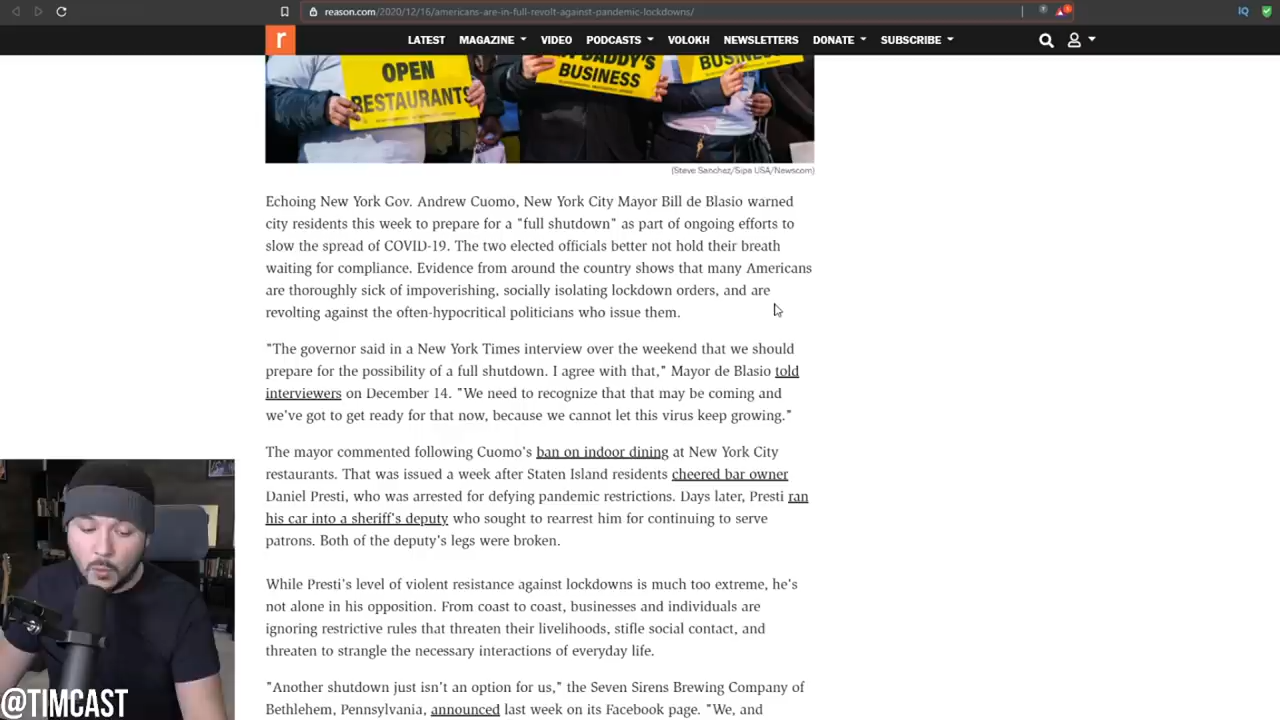 reason.com/2020/12/16/americans-are-in-full-revolt-against-pandemic-lockdowns/
IQ
r
LATEST MAGAZINE VIDEO PODCASTS VOLOKH NEWSLETTERS DONATE SUBSCRIBE
OPEN
RESTAURANTS
DADDY'S
BUSINESS
BUSINESS
(Steve Sanchez/Sipa USA/Newscom)
Echoing New York Gov. Andrew Cuomo, New York City Mayor Bill de Blasio warned
city residents this week to prepare for a "full shutdown" as part of ongoing efforts to
slow the spread of COVID-19. The two elected officials better not hold their breath
waiting for compliance. Evidence from around the country shows that many Americans
are thoroughly sick of impoverishing, socially isolating lockdown orders, and are
revolting against the often-hypocritical politicians who issue them.
"The governor said in a New York Times interview over the weekend that we should
prepare for the possibility of a full shutdown. I agree with that," Mayor de Blasio told
interviewers on December 14. "We need to recognize that that may be coming and
we've got to get ready for that now, because we cannot let this virus keep growing."
The mayor commented following Cuomo's ban on indoor dining at New York City
restaurants. That was issued a week after Staten Island residents cheered bar owner
Daniel Presti, who was arrested for defying pandemic restrictions. Days later, Presti ran
his car into a sheriff's deputy who sought to rearrest him for continuing to serve
patrons. Both of the deputy's legs were broken.
While Presti's level of violent resistance against lockdowns is much too extreme, he's
not alone in his opposition. From coast to coast, businesses and individuals are
ignoring restrictive rules that threaten their livelihoods, stifle social contact, and
threaten to strangle the necessary interactions of everyday life.
"Another shutdown just isn't an option for us," the Seven Sirens Brewing Company of
Bethlehem, Pennsylvania, announced last week on its Facebook page. "We, and
@TIMCAST